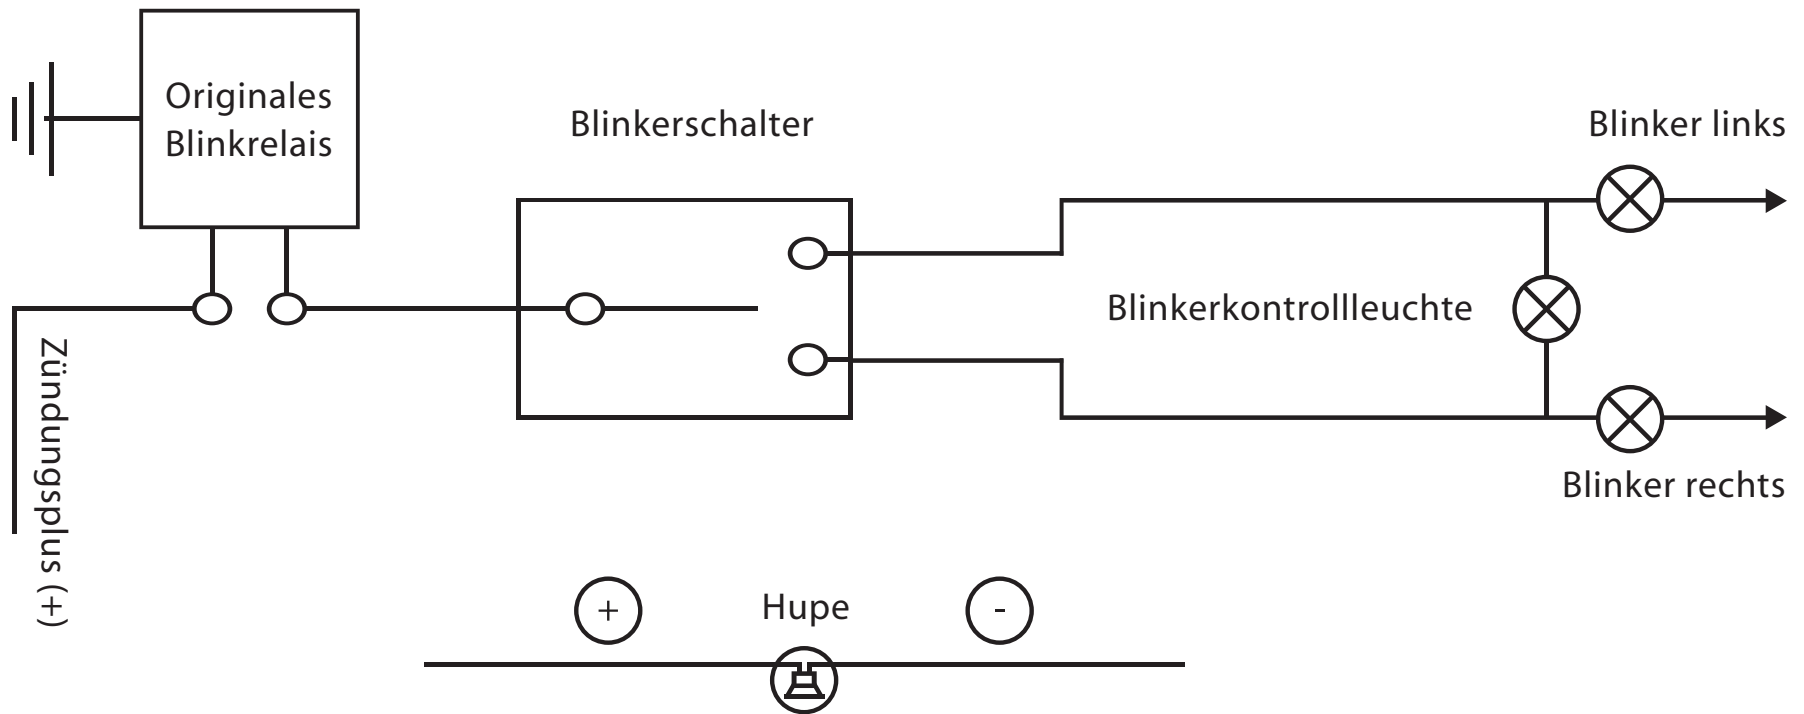 Originales
Blinkrelais
Blinkerschalter
Blinker links
Blinkerkontrollleuchte
Zündungsplus (+)
Blinker rechts
+
Hupe
-